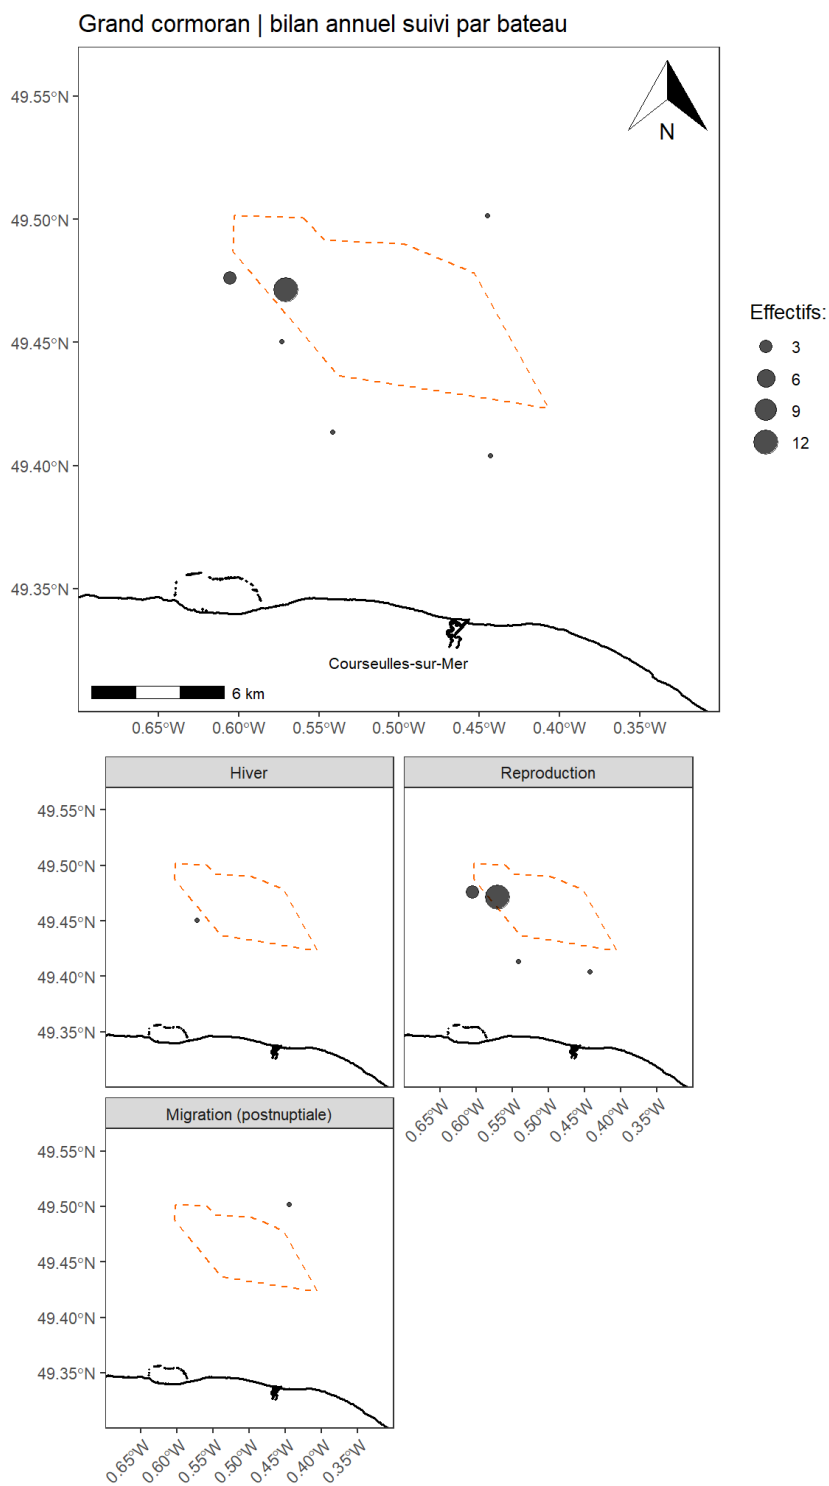 Grand cormoran | bilan annuel suivi par bateau
49.55°N
49.50°N
49.45°N
49.40°N
49.35°N
N
Courseulles-sur-Mer
6 km
0.65°W 0.60°W 0.55°W 0.50°W 0.45°W 0.40°W 0.35°W
Effectifs:
3
6
9
12
Hiver
49.55°N
49.50°N
49.45°N
49.40°N
49.35°N
Reproduction
0.65°W 0.60°W 0.55°W 0.50°W 0.45°W 0.40°W 0.35°W
Migration (postnuptiale)
49.55°N
49.50°N
49.45°N
49.40°N
49.35°N
0.65°W 0.60°W 0.55°W 0.50°W 0.45°W 0.40°W 0.35°W